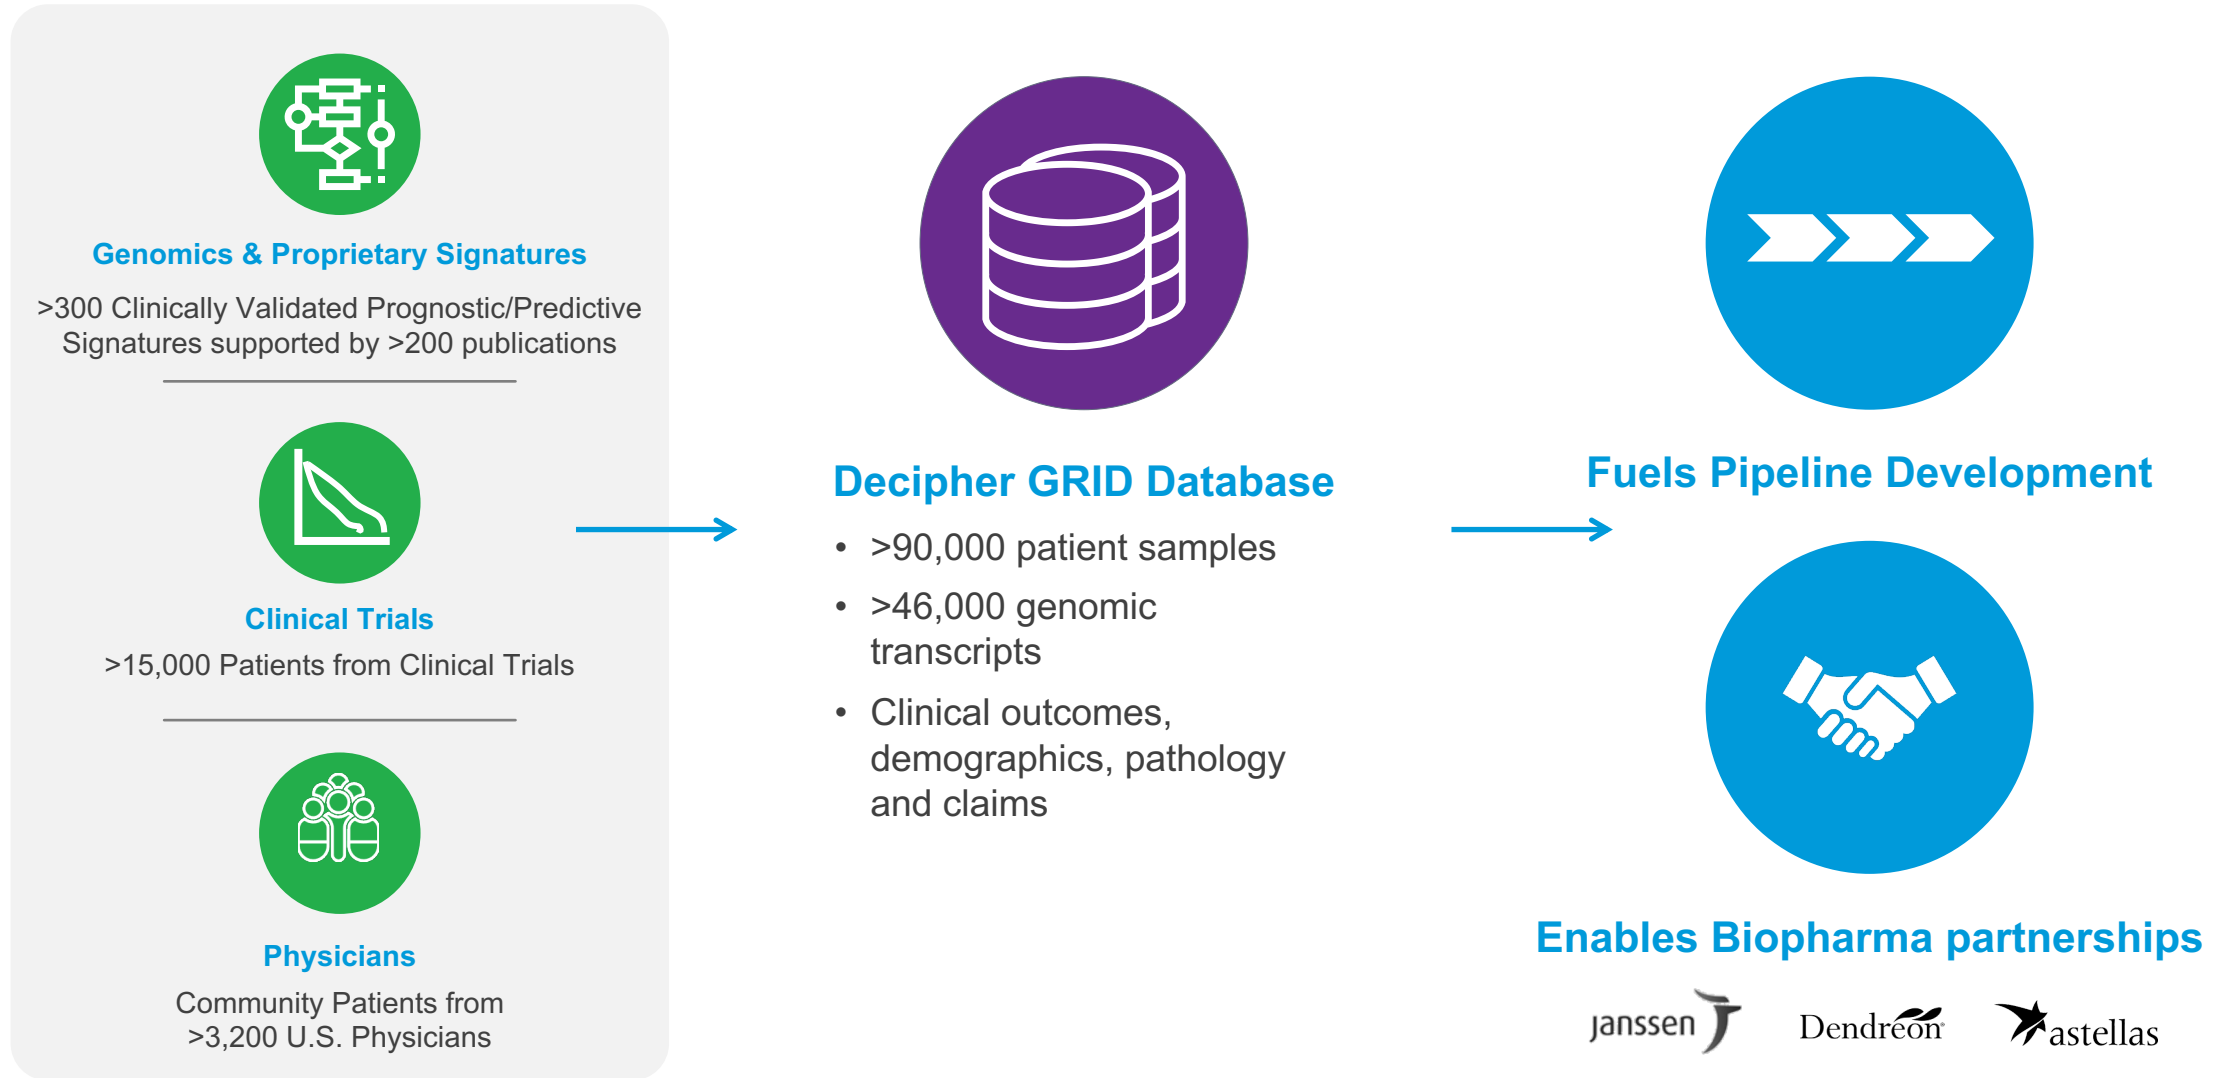 Genomics & Proprietary Signatures
>300 Clinically Validated Prognostic/Predictive
Signatures supported by >200 publications
Clinical Trials
>15,000 Patients from Clinical Trials
Physicians
Community Patients from
>3,200 U.S. Physicians
Decipher GRID Database
• >90,000 patient samples
• >46,000 genomic
transcripts
• Clinical outcomes,
demographics, pathology
and claims
Fuels Pipeline Development
Enables Biopharma partnerships
janssen
Dendreon
astellas